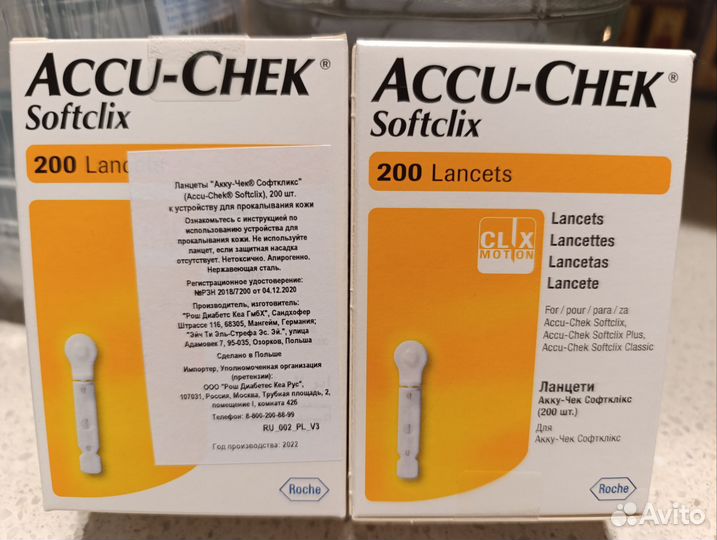 ACCU-CHEK®
Softclix
200 Lancets
Ланцеты "Акку-Чек® Софткликс"
(Accu-Chek® Softclix), 200 шт.
к устройству для прокалывания кожи
Ознакомьтесь с инструкцией по
использованию устройства для
прокалывания кожи. Не используйте
ланцет, если защитная насадка
отсутствует. Нетоксично. Апирогенно.
Нержавеющая сталь.
Регистрационное удостоверение:
№РЗН 2018/7200 от 04.12.2020
Производитель, изготовитель:
"Рош Диабетс Кеа ГмбХ", Сандхофер
Штрассе 116, 68305, Мангейм, Германия;
"Эйч Ти Эль-Стрефа Эс. Эй.", улица
Адамовек 7, 95-035, Озорков, Польша
Сделано в Польше
Импортер, Уполномоченная организация
(претензии):
ООО "Рош Диабетес Кеа Рус",
107031, Россия, Москва, Трубная площадь, 2,
помещение I, комната 42б
Телефон: 8-800-200-88-99
RU_002_PL_V3
Год производства: 2022
Roche
ACCU-CHEK®
Softclix
200 Lancets
CLIX
MOTION
Lancets
Lancettes
Lancetas
Lancete
For / pour / para / za
Accu-Chek Softclix,
Accu-Chek Softclix Plus,
Accu-Chek Softclix Classic
Ланцети
Акку-Чек Софтклікс
(200 шт.)
Для
Акку-Чек Софтклікс
Roche
Avito